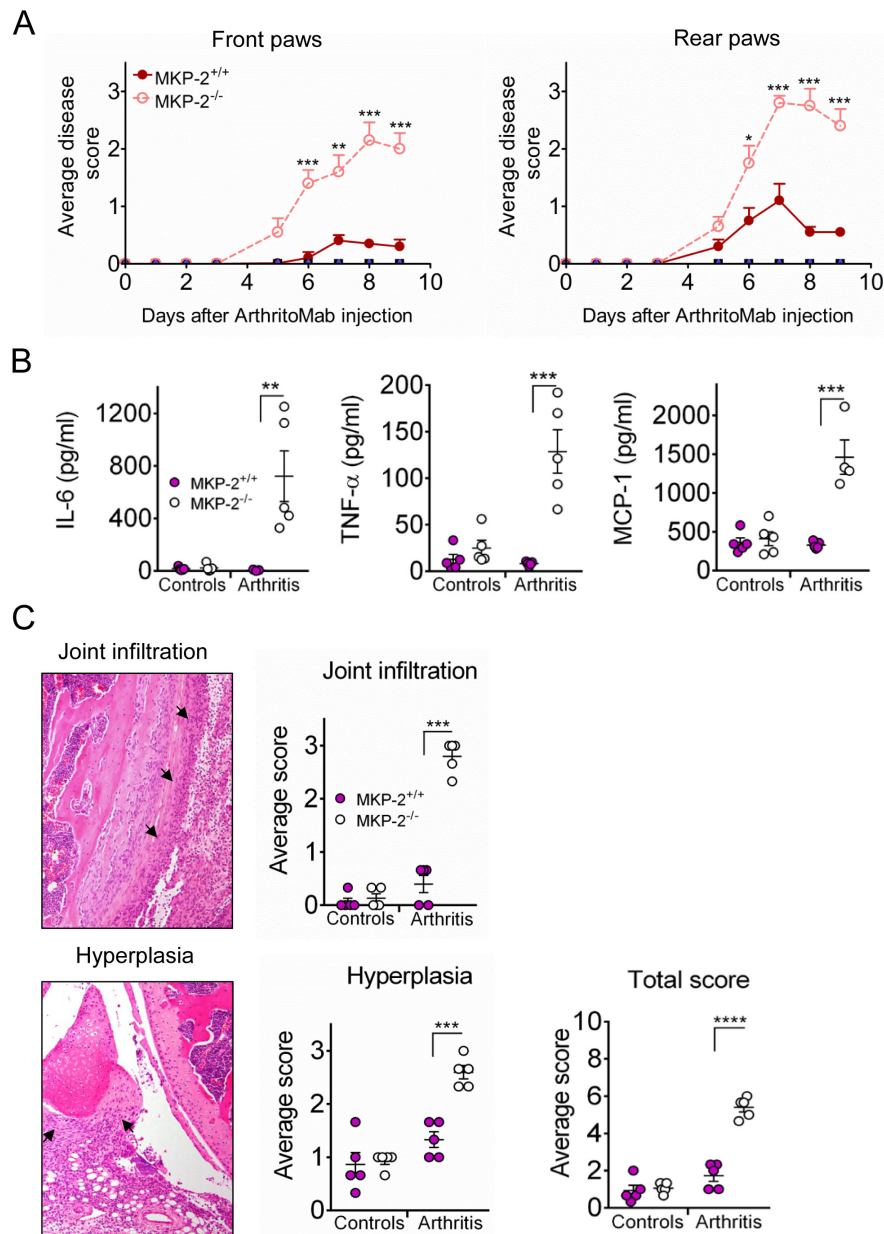 A
Front paws
Rear paws
MKP-2+/+
MKP-2-/-
Average disease
score
3
2
1
0
***
**
***
***
0 2 4 6 8 10
Days after ArthritoMab injection
Average disease
score
3
2
1
0
*
***
***
***
0 2 4 6 8 10
Days after ArthritoMab injection
B
IL-6 (pg/ml)
1200
800
400
0
**
MKP-2+/+
MKP-2-/-
Controls Arthritis
TNF-α (pg/ml)
200
150
100
50
0
***
Controls Arthritis
MCP-1 (pg/ml)
2000
1500
1000
500
0
***
Controls Arthritis
C
Joint infiltration
Joint infiltration
Average score
3
2
1
0
***
MKP-2+/+
MKP-2-/-
Controls Arthritis
Hyperplasia
Hyperplasia
Average score
3
2
1
0
***
Controls Arthritis
Total score
Average score
10
8
6
4
2
0
****
Controls Arthritis